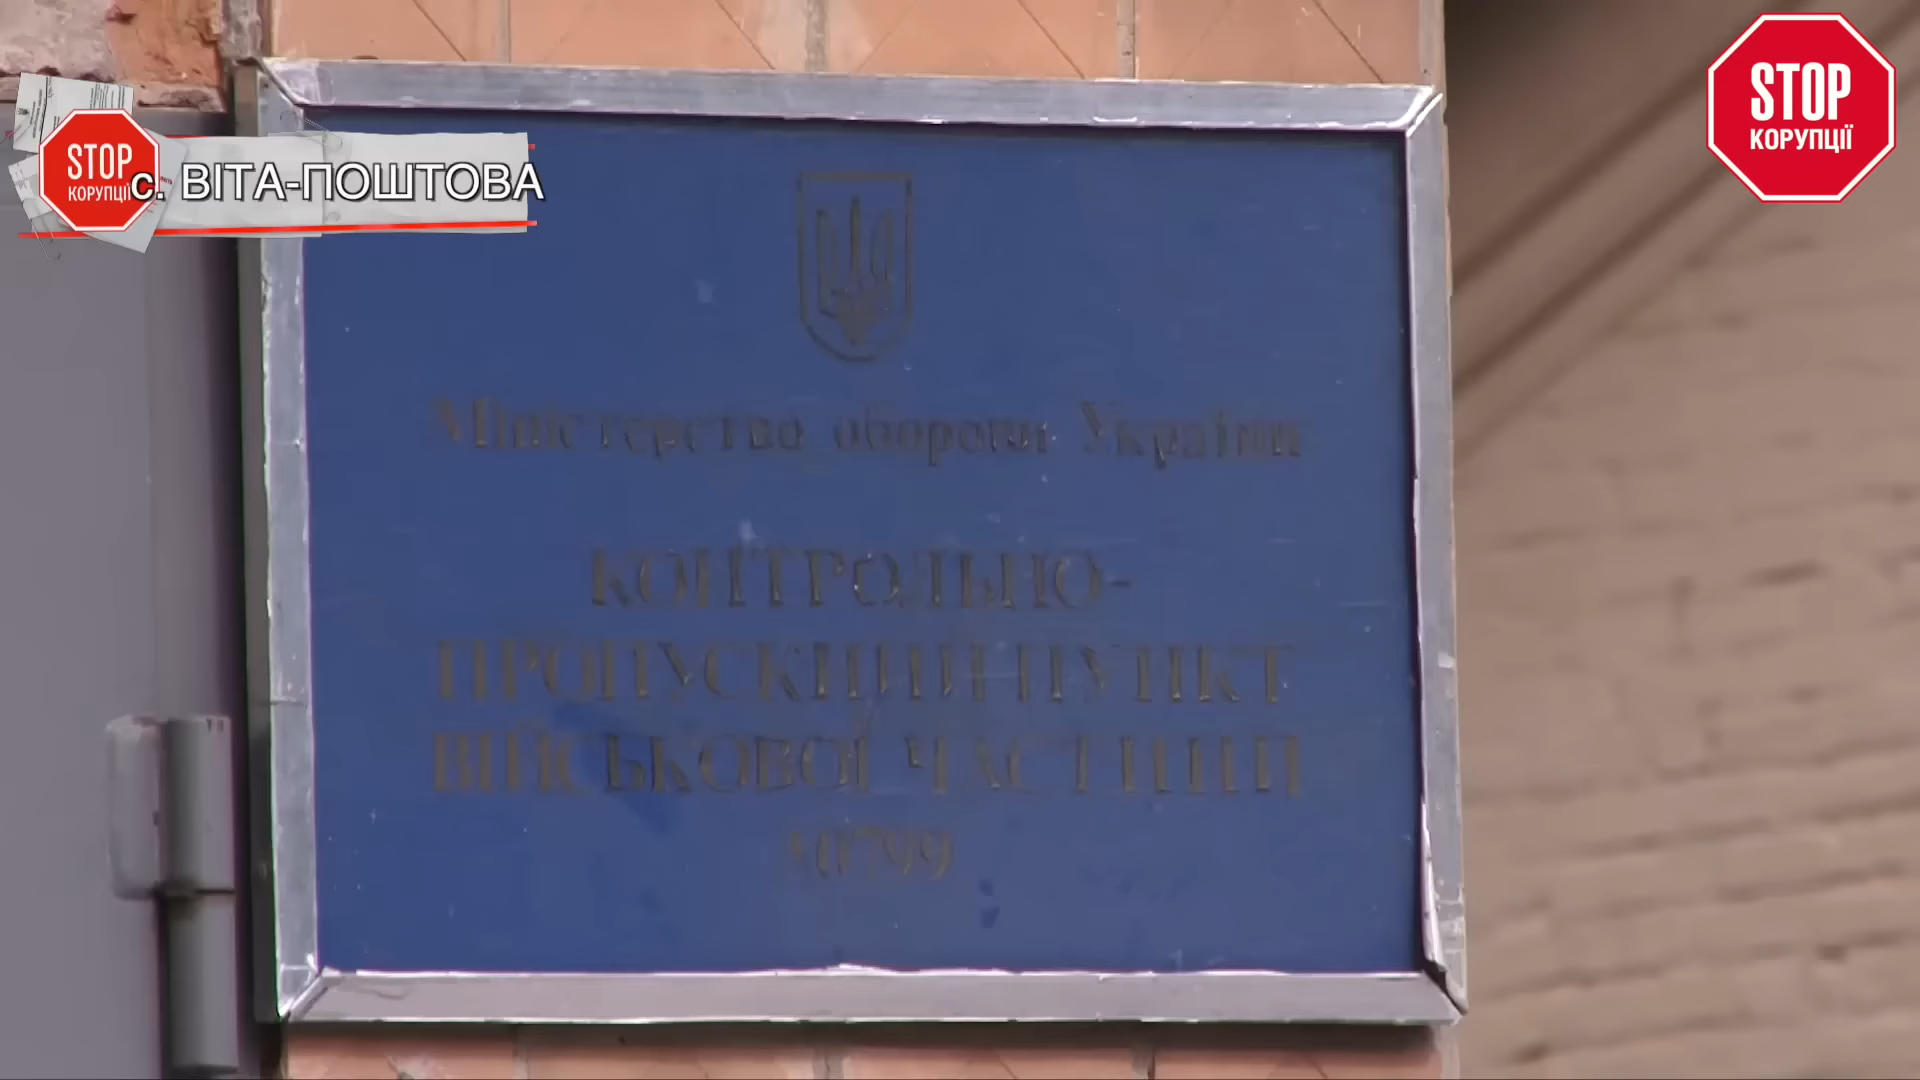 STOP
КОРУПЦІЇ
STOP
КОРУПЦІЇ
с. ВІТА-ПОШТОВА
Міністерство оборони України
КОНТРОЛЬНО-
ПРОПУСКНИЙ ПУНКТ
ВІЙСЬКОВОЇ ЧАСТИНИ